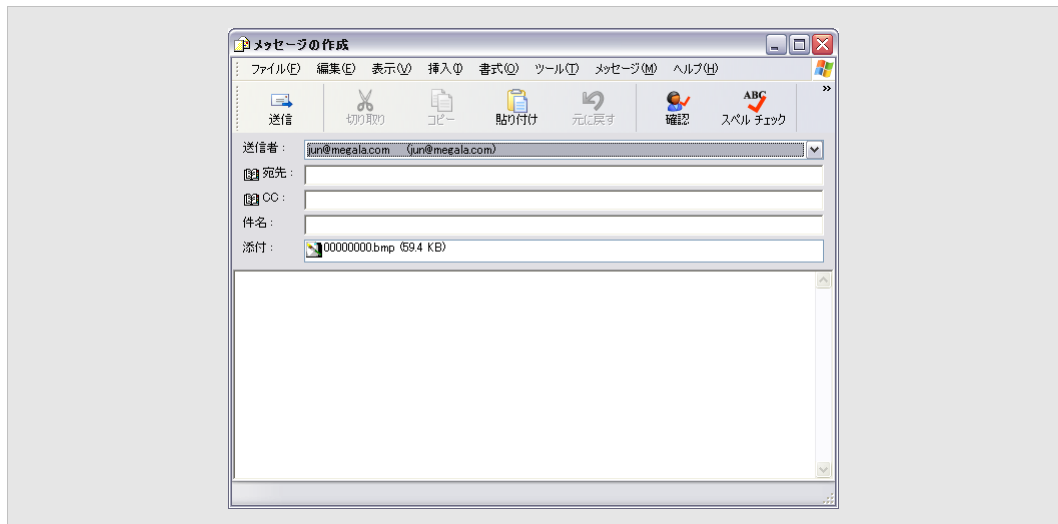 メッセージの作成
ファイル(F) 編集(E) 表示(V) 挿入(I) 書式(O) ツール(T) メッセージ(M) ヘルプ(H)
送信 切り取り コピー 貼り付け 元に戻す 確認 ABC スペル チェック »
送信者: jun@megala.com (jun@megala.com)
宛先:
CC:
件名:
添付: 00000000.bmp (59.4 KB)